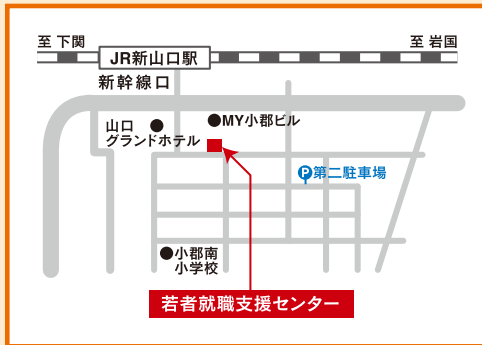 至 下関
至 岩国
JR新山口駅
新幹線口
山口
グランドホテル
MY小郡ビル
P第二駐車場
小郡南
小学校
若者就職支援センター